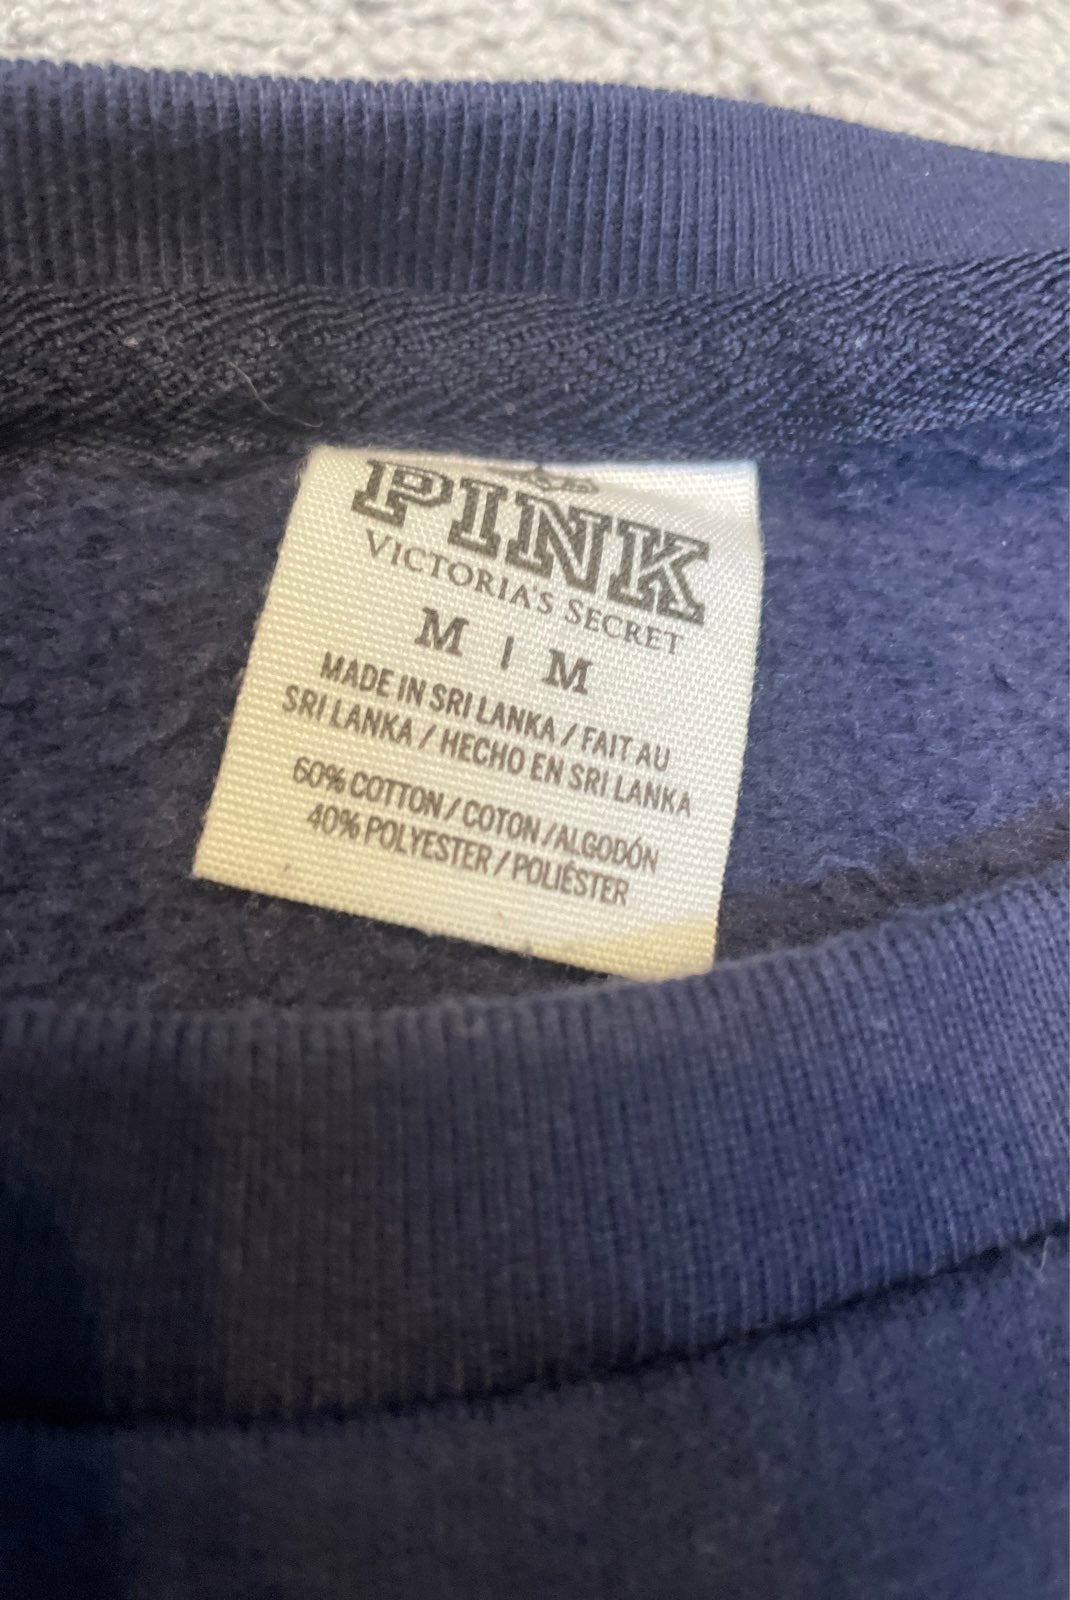 PINK
VICTORIA'S SECRET
M | M
MADE IN SRI LANKA / FAIT AU
SRI LANKA / HECHO EN SRI LANKA
60% COTTON / COTON / ALGODÓN
40% POLYESTER / POLIÉSTER